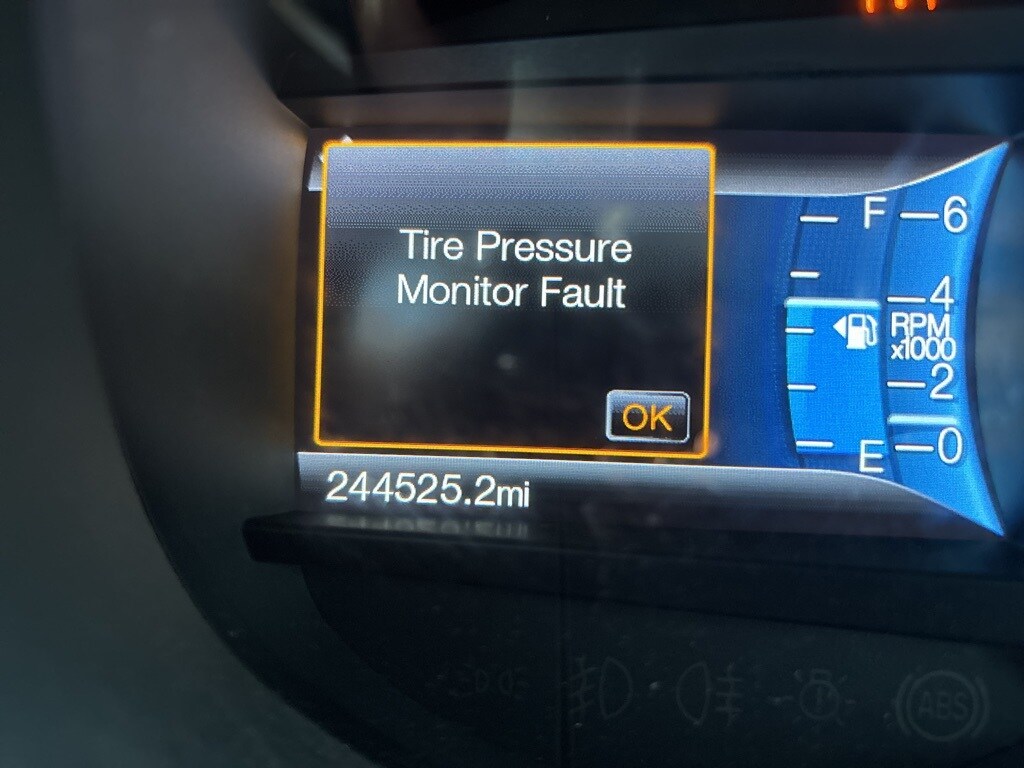 Tire Pressure
Monitor Fault
OK
F
6
4
RPM
x1000
2
E
0
244525.2mi
ABS